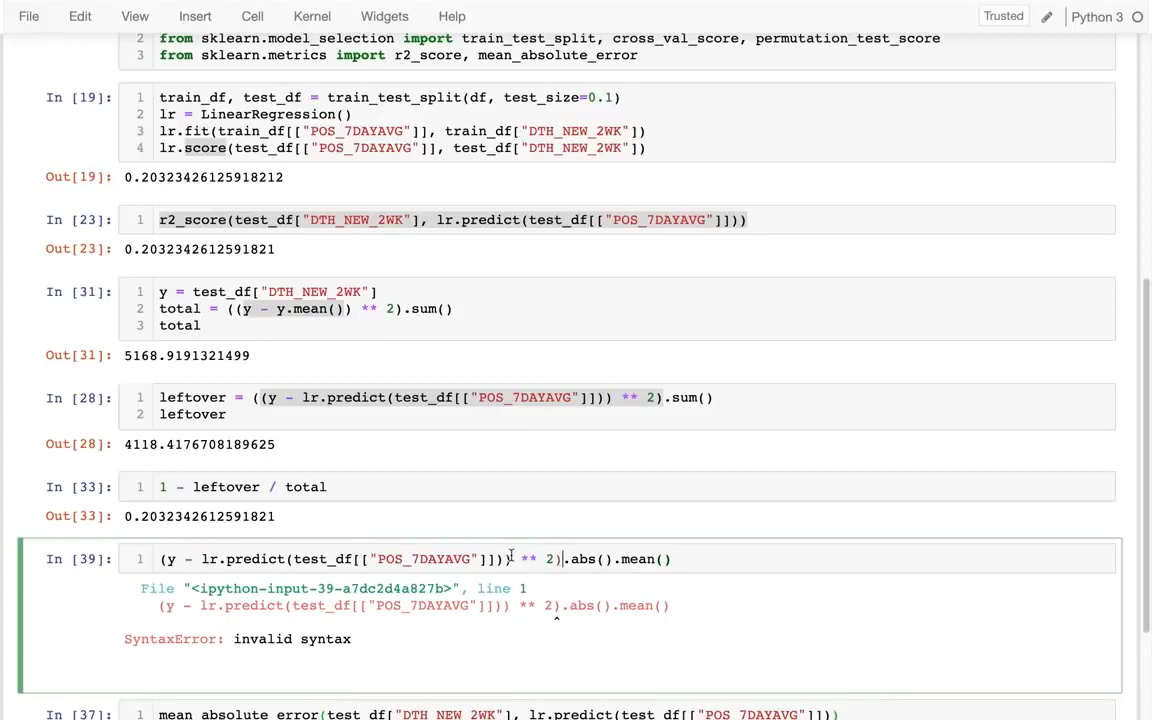 File Edit View Insert Cell Kernel Widgets Help Trusted Python 3
2 from sklearn.model_selection import train_test_split, cross_val_score, permutation_test_score
3 from sklearn.metrics import r2_score, mean_absolute_error
In [19]: 1 train_df, test_df = train_test_split(df, test_size=0.1)
2 lr = LinearRegression()
3 lr.fit(train_df[["POS_7DAYAVG"]], train_df["DTH_NEW_2WK"])
4 lr.score(test_df[["POS_7DAYAVG"]], test_df["DTH_NEW_2WK"])
Out[19]: 0.20323426125918212
In [23]: 1 r2_score(test_df["DTH_NEW_2WK"], lr.predict(test_df[["POS_7DAYAVG"]]))
Out[23]: 0.2032342612591821
In [31]: 1 y = test_df["DTH_NEW_2WK"]
2 total = ((y - y.mean()) ** 2).sum()
3 total
Out[31]: 5168.9191321499
In [28]: 1 leftover = ((y - lr.predict(test_df[["POS_7DAYAVG"]])) ** 2).sum()
2 leftover
Out[28]: 4118.4176708189625
In [33]: 1 1 - leftover / total
Out[33]: 0.2032342612591821
In [39]: 1 (y - lr.predict(test_df[["POS_7DAYAVG"]])) ** 2).abs().mean()
File "<ipython-input-39-a7dc2d4a827b>", line 1
(y - lr.predict(test_df[["POS_7DAYAVG"]])) ** 2).abs().mean()
^
SyntaxError: invalid syntax
In [37]: 1 mean_absolute_error(test_df["DTH_NEW_2WK"], lr.predict(test_df[["POS_7DAYAVG"]]))